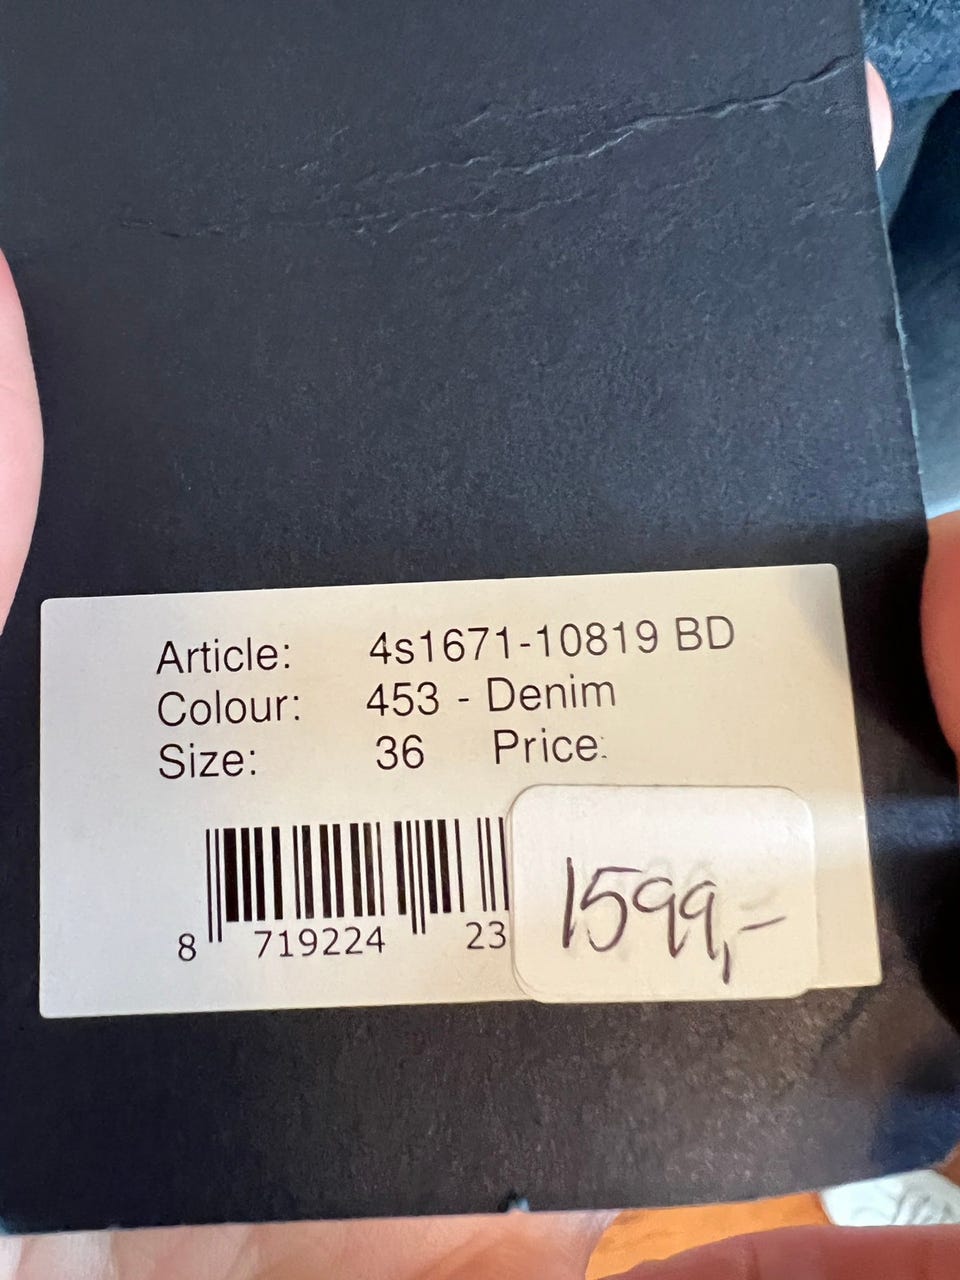 Article: 4s1671-10819 BD
Colour: 453 - Denim
Size: 36 Price:
8 719224 23
1599,-